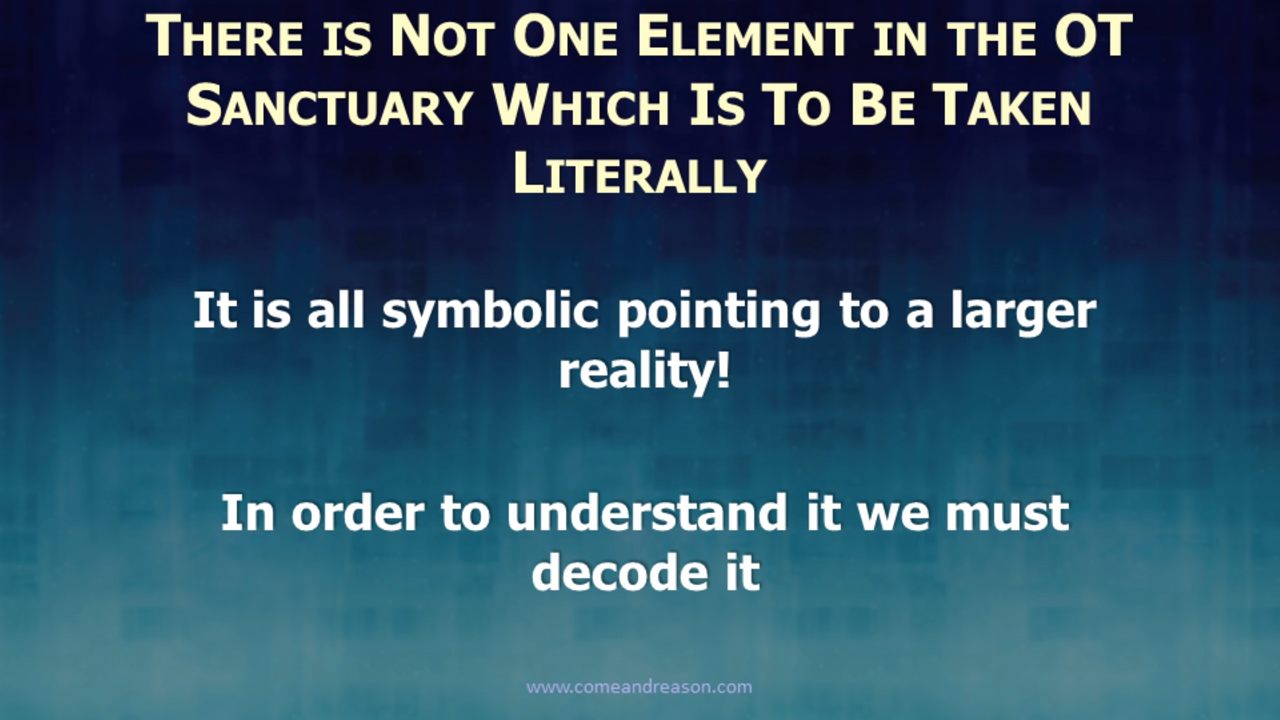 There is Not One Element in the OT
Sanctuary Which Is To Be Taken
Literally
It is all symbolic pointing to a larger
reality!
In order to understand it we must
decode it
www.comeandreason.com